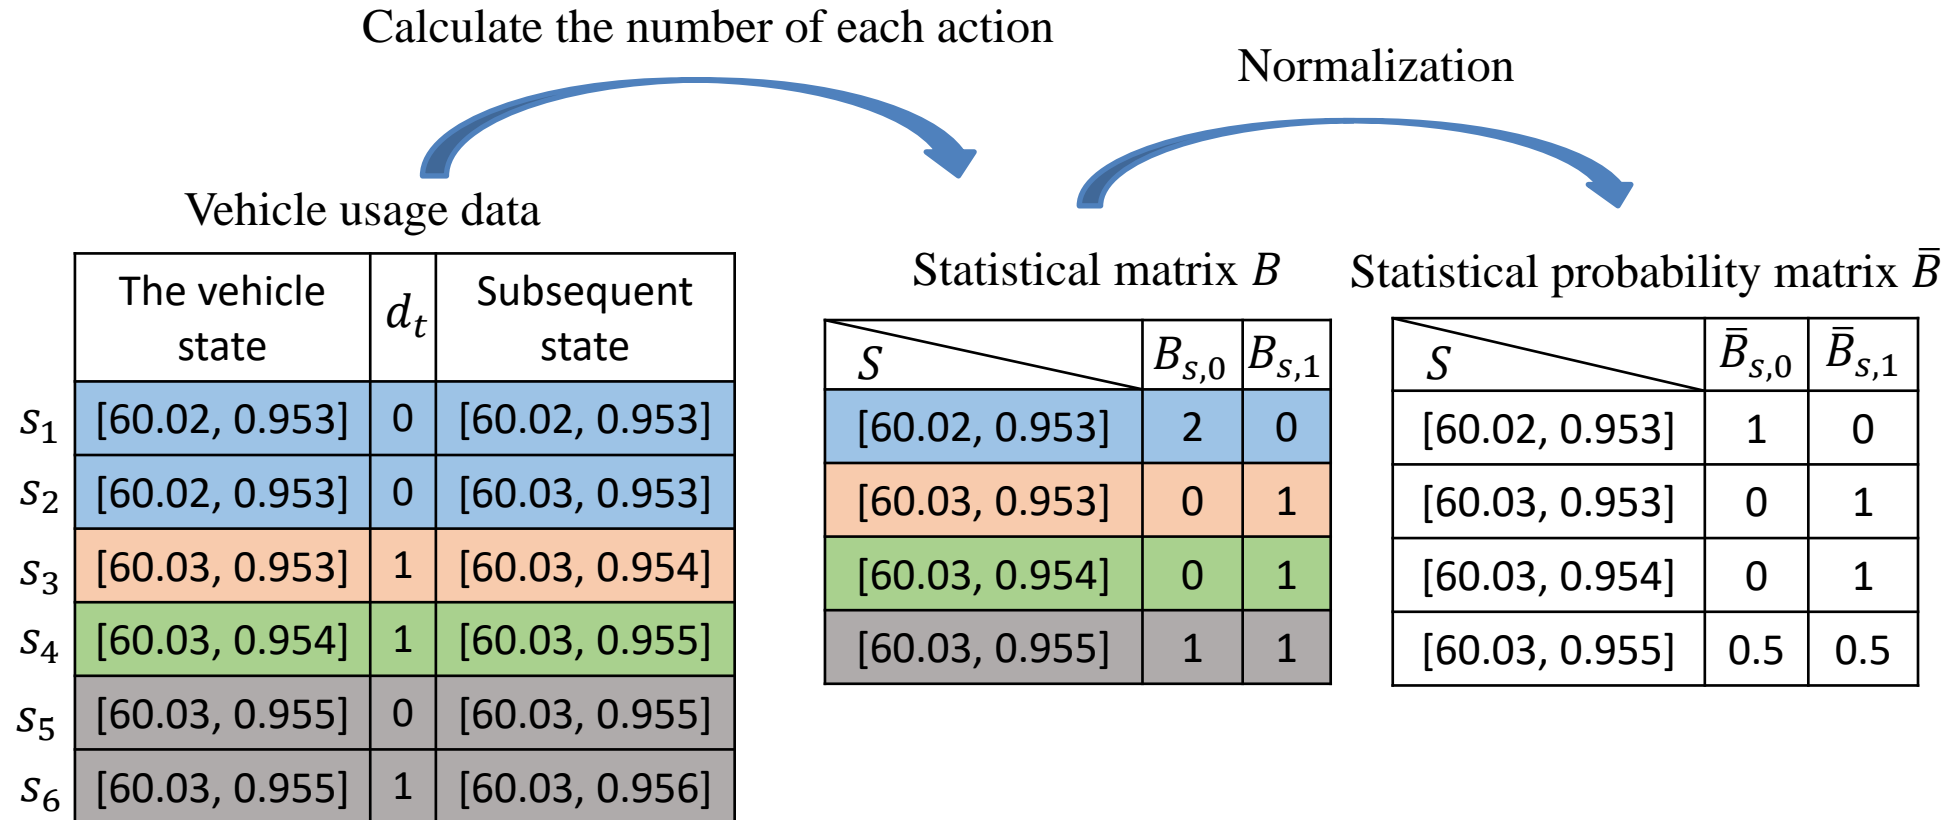 Calculate the number of each action
Normalization
Vehicle usage data
The vehicle state | d_t | Subsequent state
s_1 [60.02, 0.953] 0 [60.02, 0.953]
s_2 [60.02, 0.953] 0 [60.03, 0.953]
s_3 [60.03, 0.953] 1 [60.03, 0.954]
s_4 [60.03, 0.954] 1 [60.03, 0.955]
s_5 [60.03, 0.955] 0 [60.03, 0.955]
s_6 [60.03, 0.955] 1 [60.03, 0.956]
Statistical matrix B
S B_{s,0} B_{s,1}
[60.02, 0.953] 2 0
[60.03, 0.953] 0 1
[60.03, 0.954] 0 1
[60.03, 0.955] 1 1
Statistical probability matrix B̅
S B̅_{s,0} B̅_{s,1}
[60.02, 0.953] 1 0
[60.03, 0.953] 0 1
[60.03, 0.954] 0 1
[60.03, 0.955] 0.5 0.5